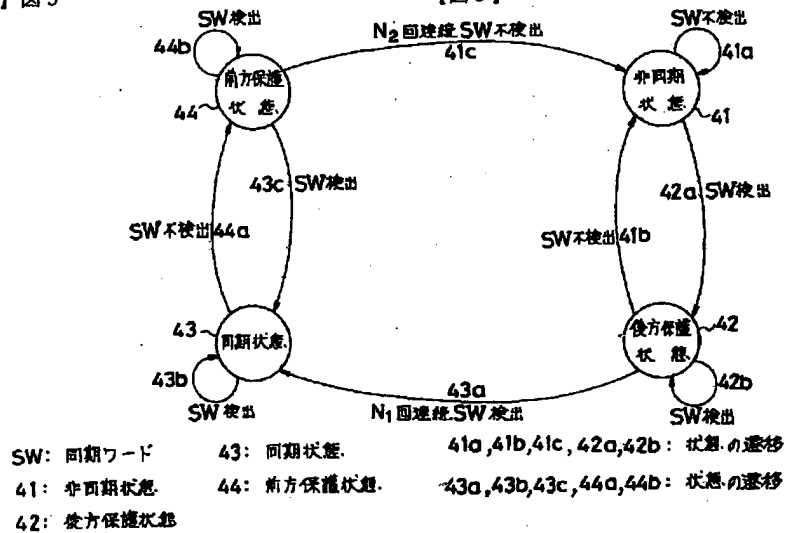 図5
SW検出
44b
前方保護
状態
44
N2回連続SW不検出
41c
SW不検出
41a
非同期
状態
41
43c SW検出
42a SW検出
SW不検出 44a
SW不検出 41b
43
同期状態
43b
SW検出
43a
N1回連続SW検出
後方保護
状態
42
42b
SW検出
SW: 同期ワード
43: 同期状態
41a,41b,41c,42a,42b: 状態の遷移
41: 非同期状態
44: 前方保護状態
43a,43b,43c,44a,44b: 状態の遷移
42: 後方保護状態